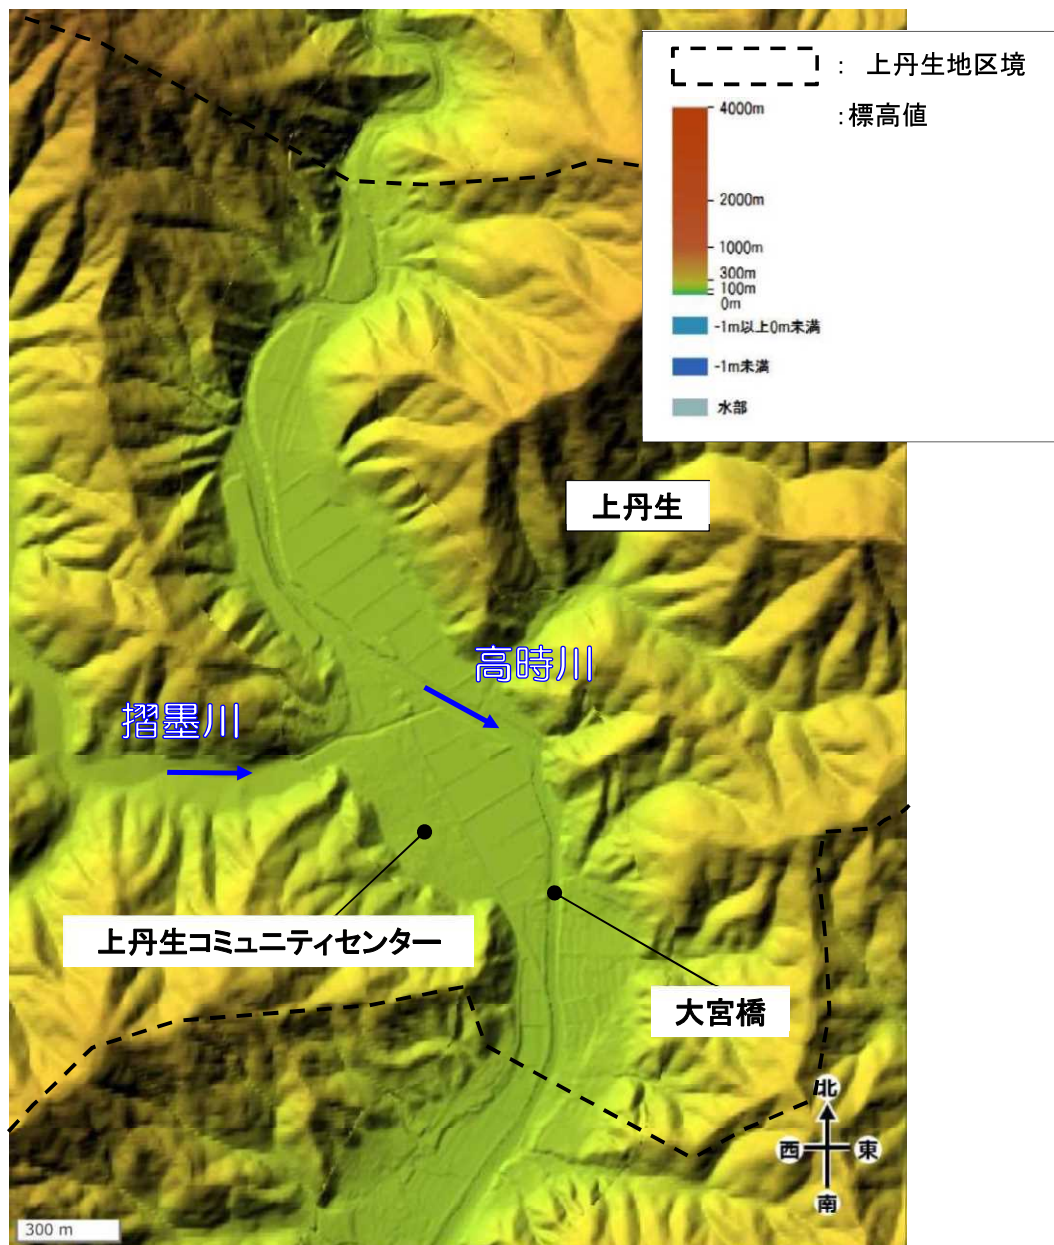 ： 上丹生地区境
：標高値
4000m
2000m
1000m
300m
100m
0m
-1m以上0m未満
-1m未満
水部
上丹生
高時川
摺墨川
上丹生コミュニティセンター
大宮橋
北
西 東
南
300 m